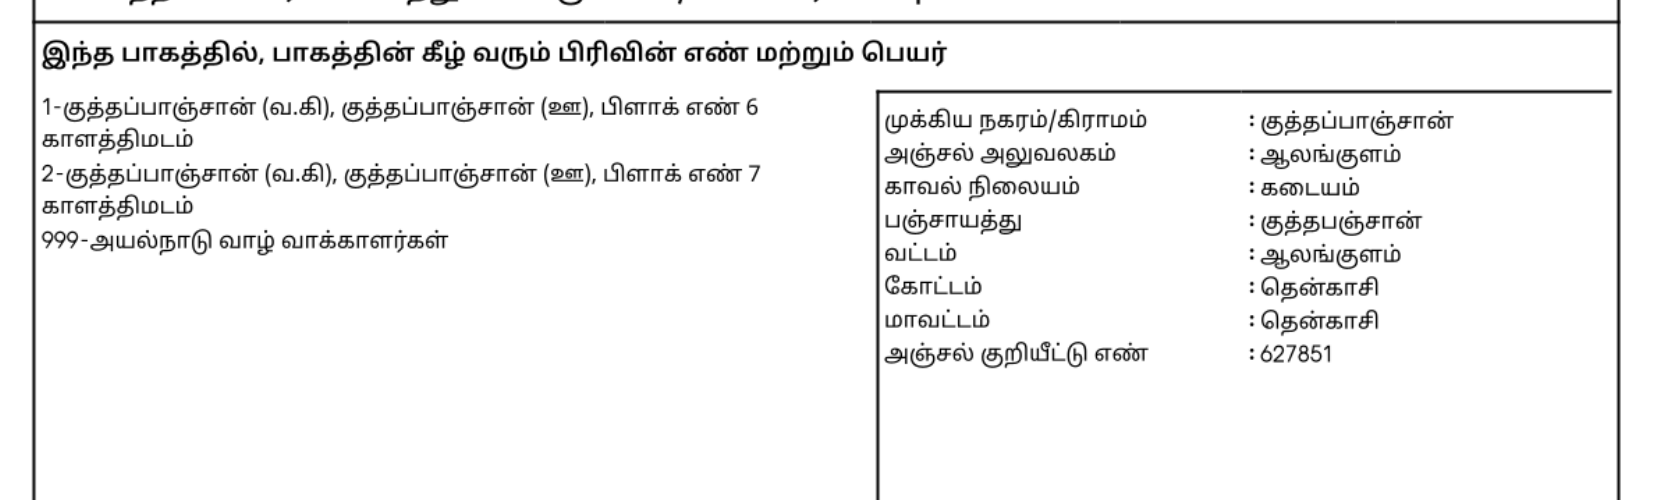 இந்த பாகத்தில், பாகத்தின் கீழ் வரும் பிரிவின் எண் மற்றும் பெயர்
1-குத்தப்பாஞ்சான் (வ.கி), குத்தப்பாஞ்சான் (ஊ), பிளாக் எண் 6
காளத்திமடம்
2-குத்தப்பாஞ்சான் (வ.கி), குத்தப்பாஞ்சான் (ஊ), பிளாக் எண் 7
காளத்திமடம்
999-அயல்நாடு வாழ் வாக்காளர்கள்
முக்கிய நகரம்/கிராமம் : குத்தப்பாஞ்சான்
அஞ்சல் அலுவலகம் : ஆலங்குளம்
காவல் நிலையம் : கடையம்
பஞ்சாயத்து : குத்தபஞ்சான்
வட்டம் : ஆலங்குளம்
கோட்டம் : தென்காசி
மாவட்டம் : தென்காசி
அஞ்சல் குறியீட்டு எண் : 627851